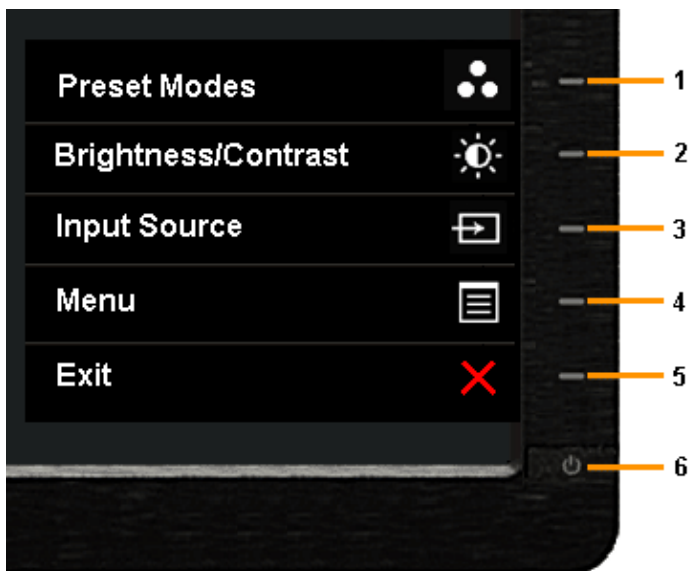 Preset Modes
1
Brightness/Contrast
2
Input Source
3
Menu
4
Exit
5
6